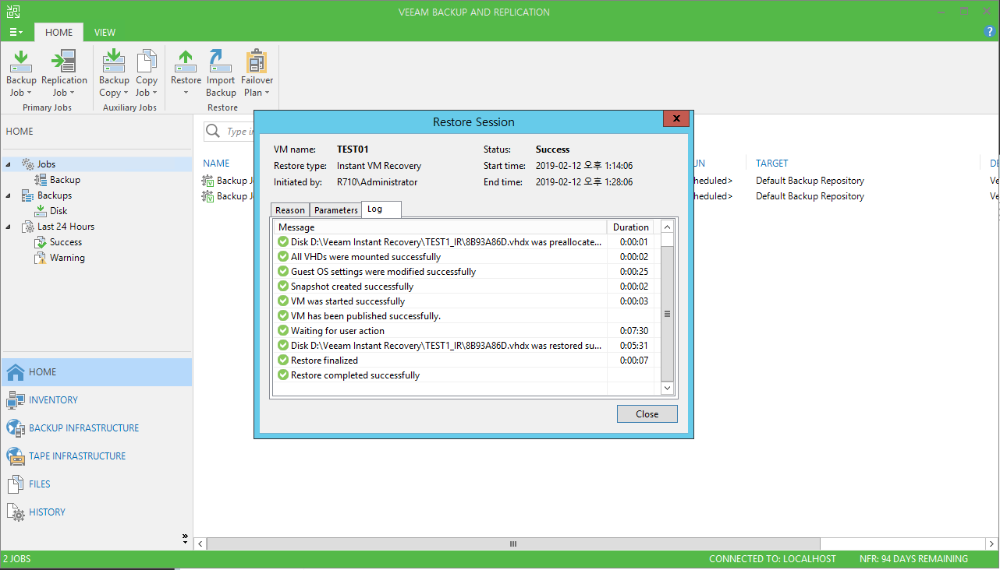 VEEAM BACKUP AND REPLICATION
HOME VIEW
Backup Job
Replication Job
Backup Copy
Copy Job
Restore
Import Backup
Failover Plan
Primary Jobs
Auxiliary Jobs
Restore
HOME
Jobs
Backup
Backups
Disk
Last 24 Hours
Success
Warning
HOME
INVENTORY
BACKUP INFRASTRUCTURE
TAPE INFRASTRUCTURE
FILES
HISTORY
Type in
NAME UN TARGET DE
Backup J heduled> Default Backup Repository Ve
Backup J heduled> Default Backup Repository Ve
Restore Session
VM name: TEST01 Status: Success
Restore type: Instant VM Recovery Start time: 2019-02-12 오후 1:14:06
Initiated by: R710\Administrator End time: 2019-02-12 오후 1:28:06
Reason Parameters Log
Message Duration
Disk D:\Veeam Instant Recovery\TEST1_IR\8B93A86D.vhdx was preallocate... 0:00:01
All VHDs were mounted successfully 0:00:02
Guest OS settings were modified successfully 0:00:25
Snapshot created successfully 0:00:02
VM was started successfully 0:00:03
VM has been published successfully.
Waiting for user action 0:07:30
Disk D:\Veeam Instant Recovery\TEST1_IR\8B93A86D.vhdx was restored su... 0:05:31
Restore finalized 0:00:07
Restore completed successfully
Close
2 JOBS CONNECTED TO: LOCALHOST NFR: 94 DAYS REMAINING